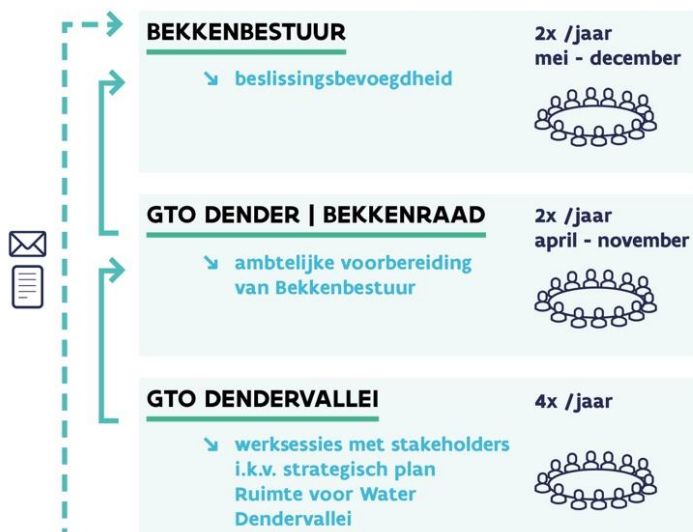 BEKKENBESTUUR
2x /jaar
mei - december
beslissingsbevoegdheid
GTO DENDER | BEKKENRAAD
2x /jaar
april - november
ambtelijke voorbereiding
van Bekkenbestuur
GTO DENDERVALLEI
4x /jaar
werksessies met stakeholders
i.k.v. strategisch plan
Ruimte voor Water
Dendervallei